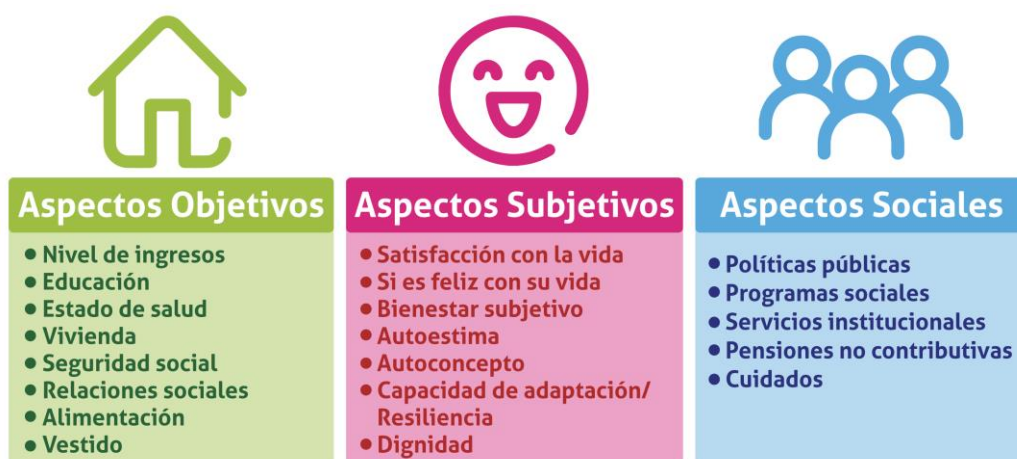 Aspectos Objetivos
• Nivel de ingresos
• Educación
• Estado de salud
• Vivienda
• Seguridad social
• Relaciones sociales
• Alimentación
• Vestido
Aspectos Subjetivos
• Satisfacción con la vida
• Si es feliz con su vida
• Bienestar subjetivo
• Autoestima
• Autoconcepto
• Capacidad de adaptación/
Resiliencia
• Dignidad
Aspectos Sociales
• Políticas públicas
• Programas sociales
• Servicios institucionales
• Pensiones no contributivas
• Cuidados